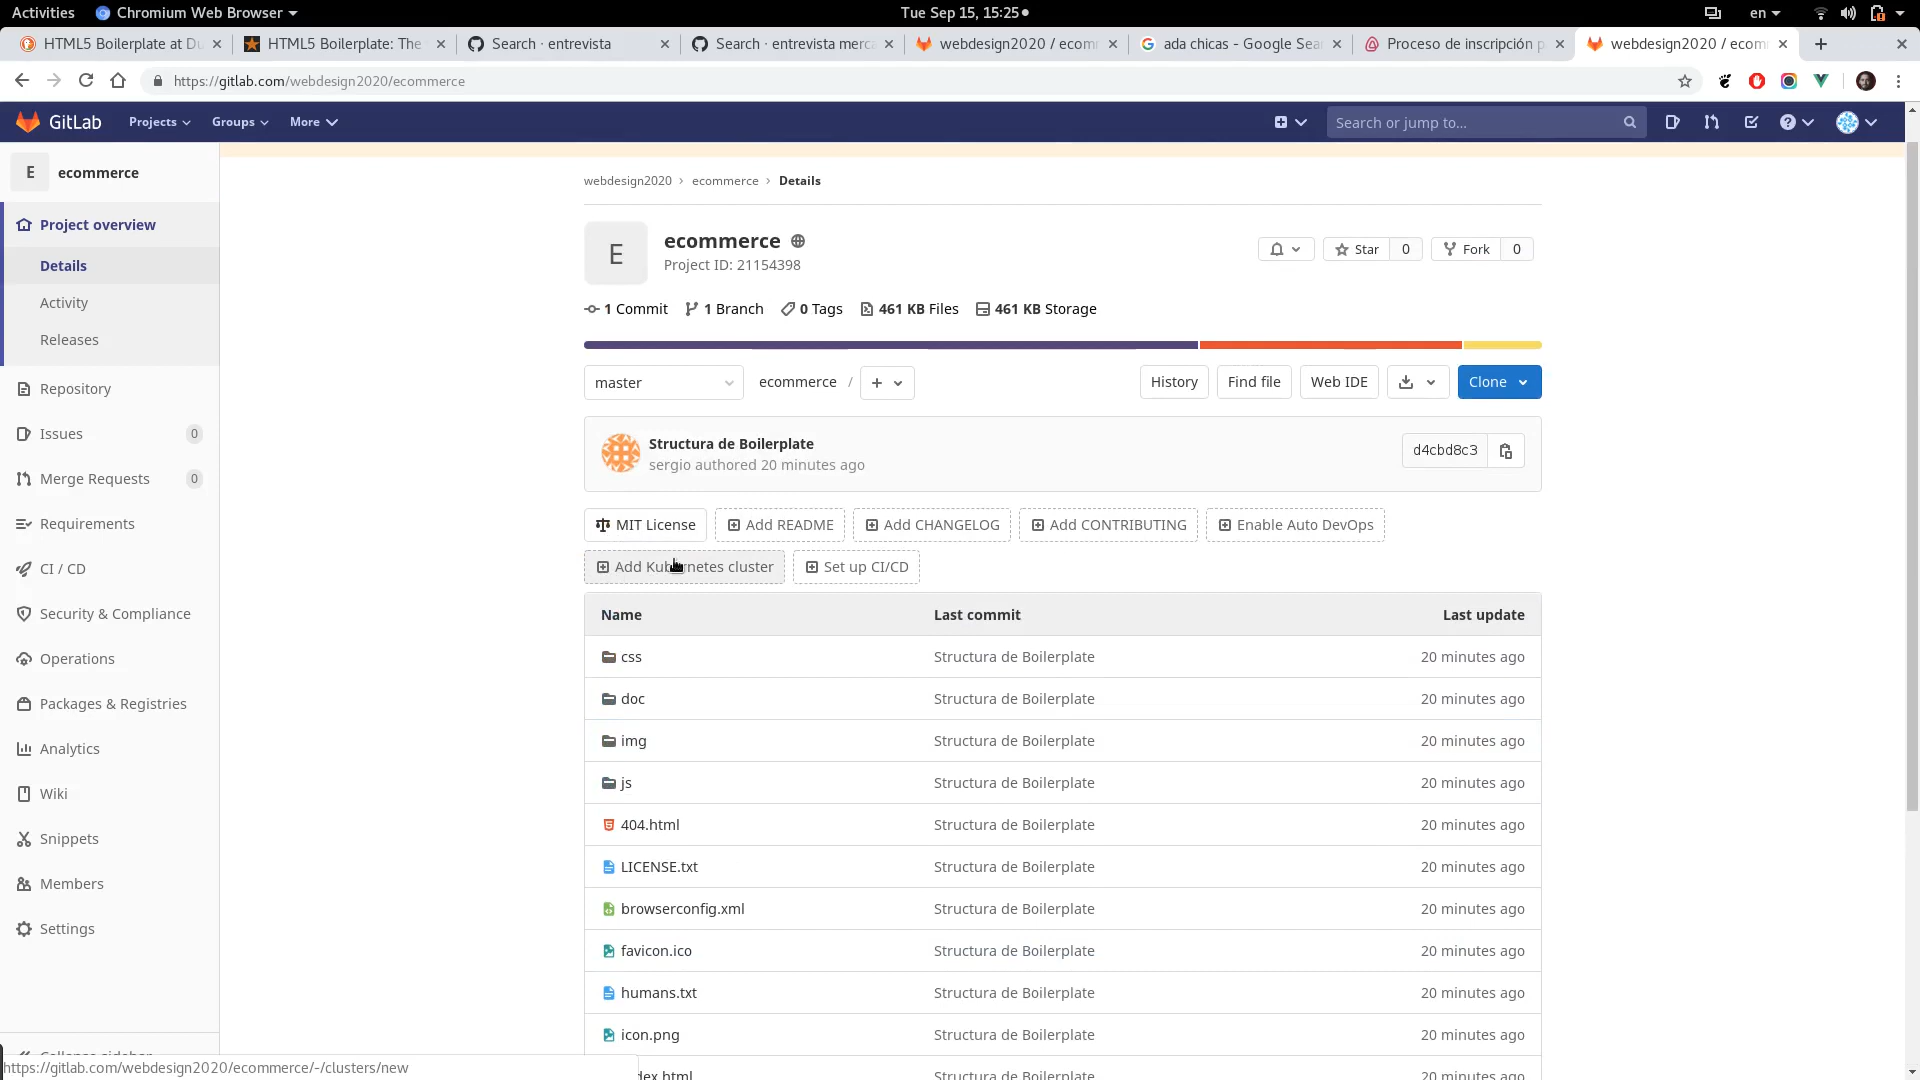 Activities Chromium Web Browser Tue Sep 15, 15:25 en
HTML5 Boilerplate at Du HTML5 Boilerplate: The Search · entrevista Search · entrevista merca webdesign2020 / ecom ada chicas - Google Sea Proceso de inscripción p webdesign2020 / ecom
https://gitlab.com/webdesign2020/ecommerce
GitLab Projects Groups More Search or jump to...
E ecommerce
Project overview
Details
Activity
Releases
Repository
Issues 0
Merge Requests 0
Requirements
CI / CD
Security & Compliance
Operations
Packages & Registries
Analytics
Wiki
Snippets
Members
Settings
webdesign2020 › ecommerce › Details
E
ecommerce
Project ID: 21154398
Star 0 Fork 0
1 Commit 1 Branch 0 Tags 461 KB Files 461 KB Storage
master ecommerce / + History Find file Web IDE Clone
Structura de Boilerplate
sergio authored 20 minutes ago
d4cbd8c3
MIT License Add README Add CHANGELOG Add CONTRIBUTING Enable Auto DevOps
Add Kubernetes cluster Set up CI/CD
Name Last commit Last update
css Structura de Boilerplate 20 minutes ago
doc Structura de Boilerplate 20 minutes ago
img Structura de Boilerplate 20 minutes ago
js Structura de Boilerplate 20 minutes ago
404.html Structura de Boilerplate 20 minutes ago
LICENSE.txt Structura de Boilerplate 20 minutes ago
browserconfig.xml Structura de Boilerplate 20 minutes ago
favicon.ico Structura de Boilerplate 20 minutes ago
humans.txt Structura de Boilerplate 20 minutes ago
icon.png Structura de Boilerplate 20 minutes ago
dex.html Structura de Boilerplate 20 minutes ago
https://gitlab.com/webdesign2020/ecommerce/-/clusters/new